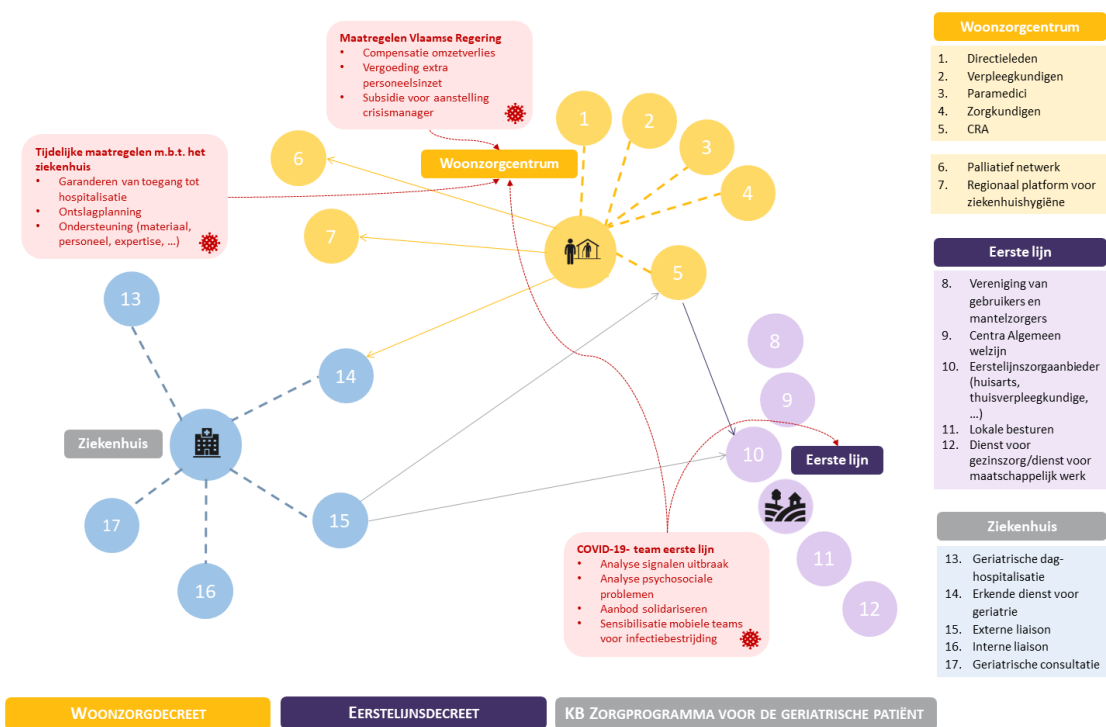 Maatregelen Vlaamse Regering
• Compensatie omzetverlies
• Vergoeding extra
personeelsinzet
• Subsidie voor aanstelling
crisismanager
Tijdelijke maatregelen m.b.t. het
ziekenhuis
• Garanderen van toegang tot
hospitalisatie
• Ontslagplanning
• Ondersteuning (materiaal,
personeel, expertise, …)
Woonzorgcentrum
1
2
3
4
5
6
7
13
14
Ziekenhuis
15
16
17
8
9
10
Eerste lijn
11
12
COVID-19- team eerste lijn
• Analyse signalen uitbraak
• Analyse psychosociale
problemen
• Aanbod solidariseren
• Sensibilisatie mobiele teams
voor infectiebestrijding
Woonzorgcentrum
1. Directieleden
2. Verpleegkundigen
3. Paramedici
4. Zorgkundigen
5. CRA
6. Palliatief netwerk
7. Regionaal platform voor
ziekenhuishygiëne
Eerste lijn
8. Vereniging van
gebruikers en
mantelzorgers
9. Centra Algemeen
welzijn
10. Eerstelijnszorgaanbieder
(huisarts,
thuisverpleegkundige,
…)
11. Lokale besturen
12. Dienst voor
gezinszorg/dienst voor
maatschappelijk werk
Ziekenhuis
13. Geriatrische dag-
hospitalisatie
14. Erkende dienst voor
geriatrie
15. Externe liaison
16. Interne liaison
17. Geriatrische consultatie
WOONZORGDECREET
EERSTELIJNSDECREET
KB ZORGPROGRAMMA VOOR DE GERIATRISCHE PATIËNT